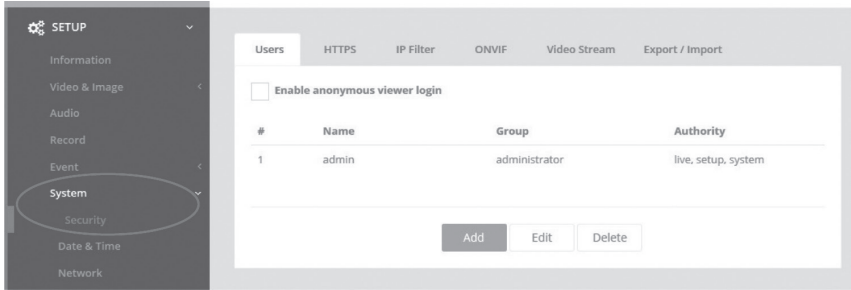 SETUP
Information
Video & Image
Audio
Record
Event
System
Security
Date & Time
Network
Users HTTPS IP Filter ONVIF Video Stream Export / Import
Enable anonymous viewer login
# Name Group Authority
1 admin administrator live, setup, system
Add Edit Delete